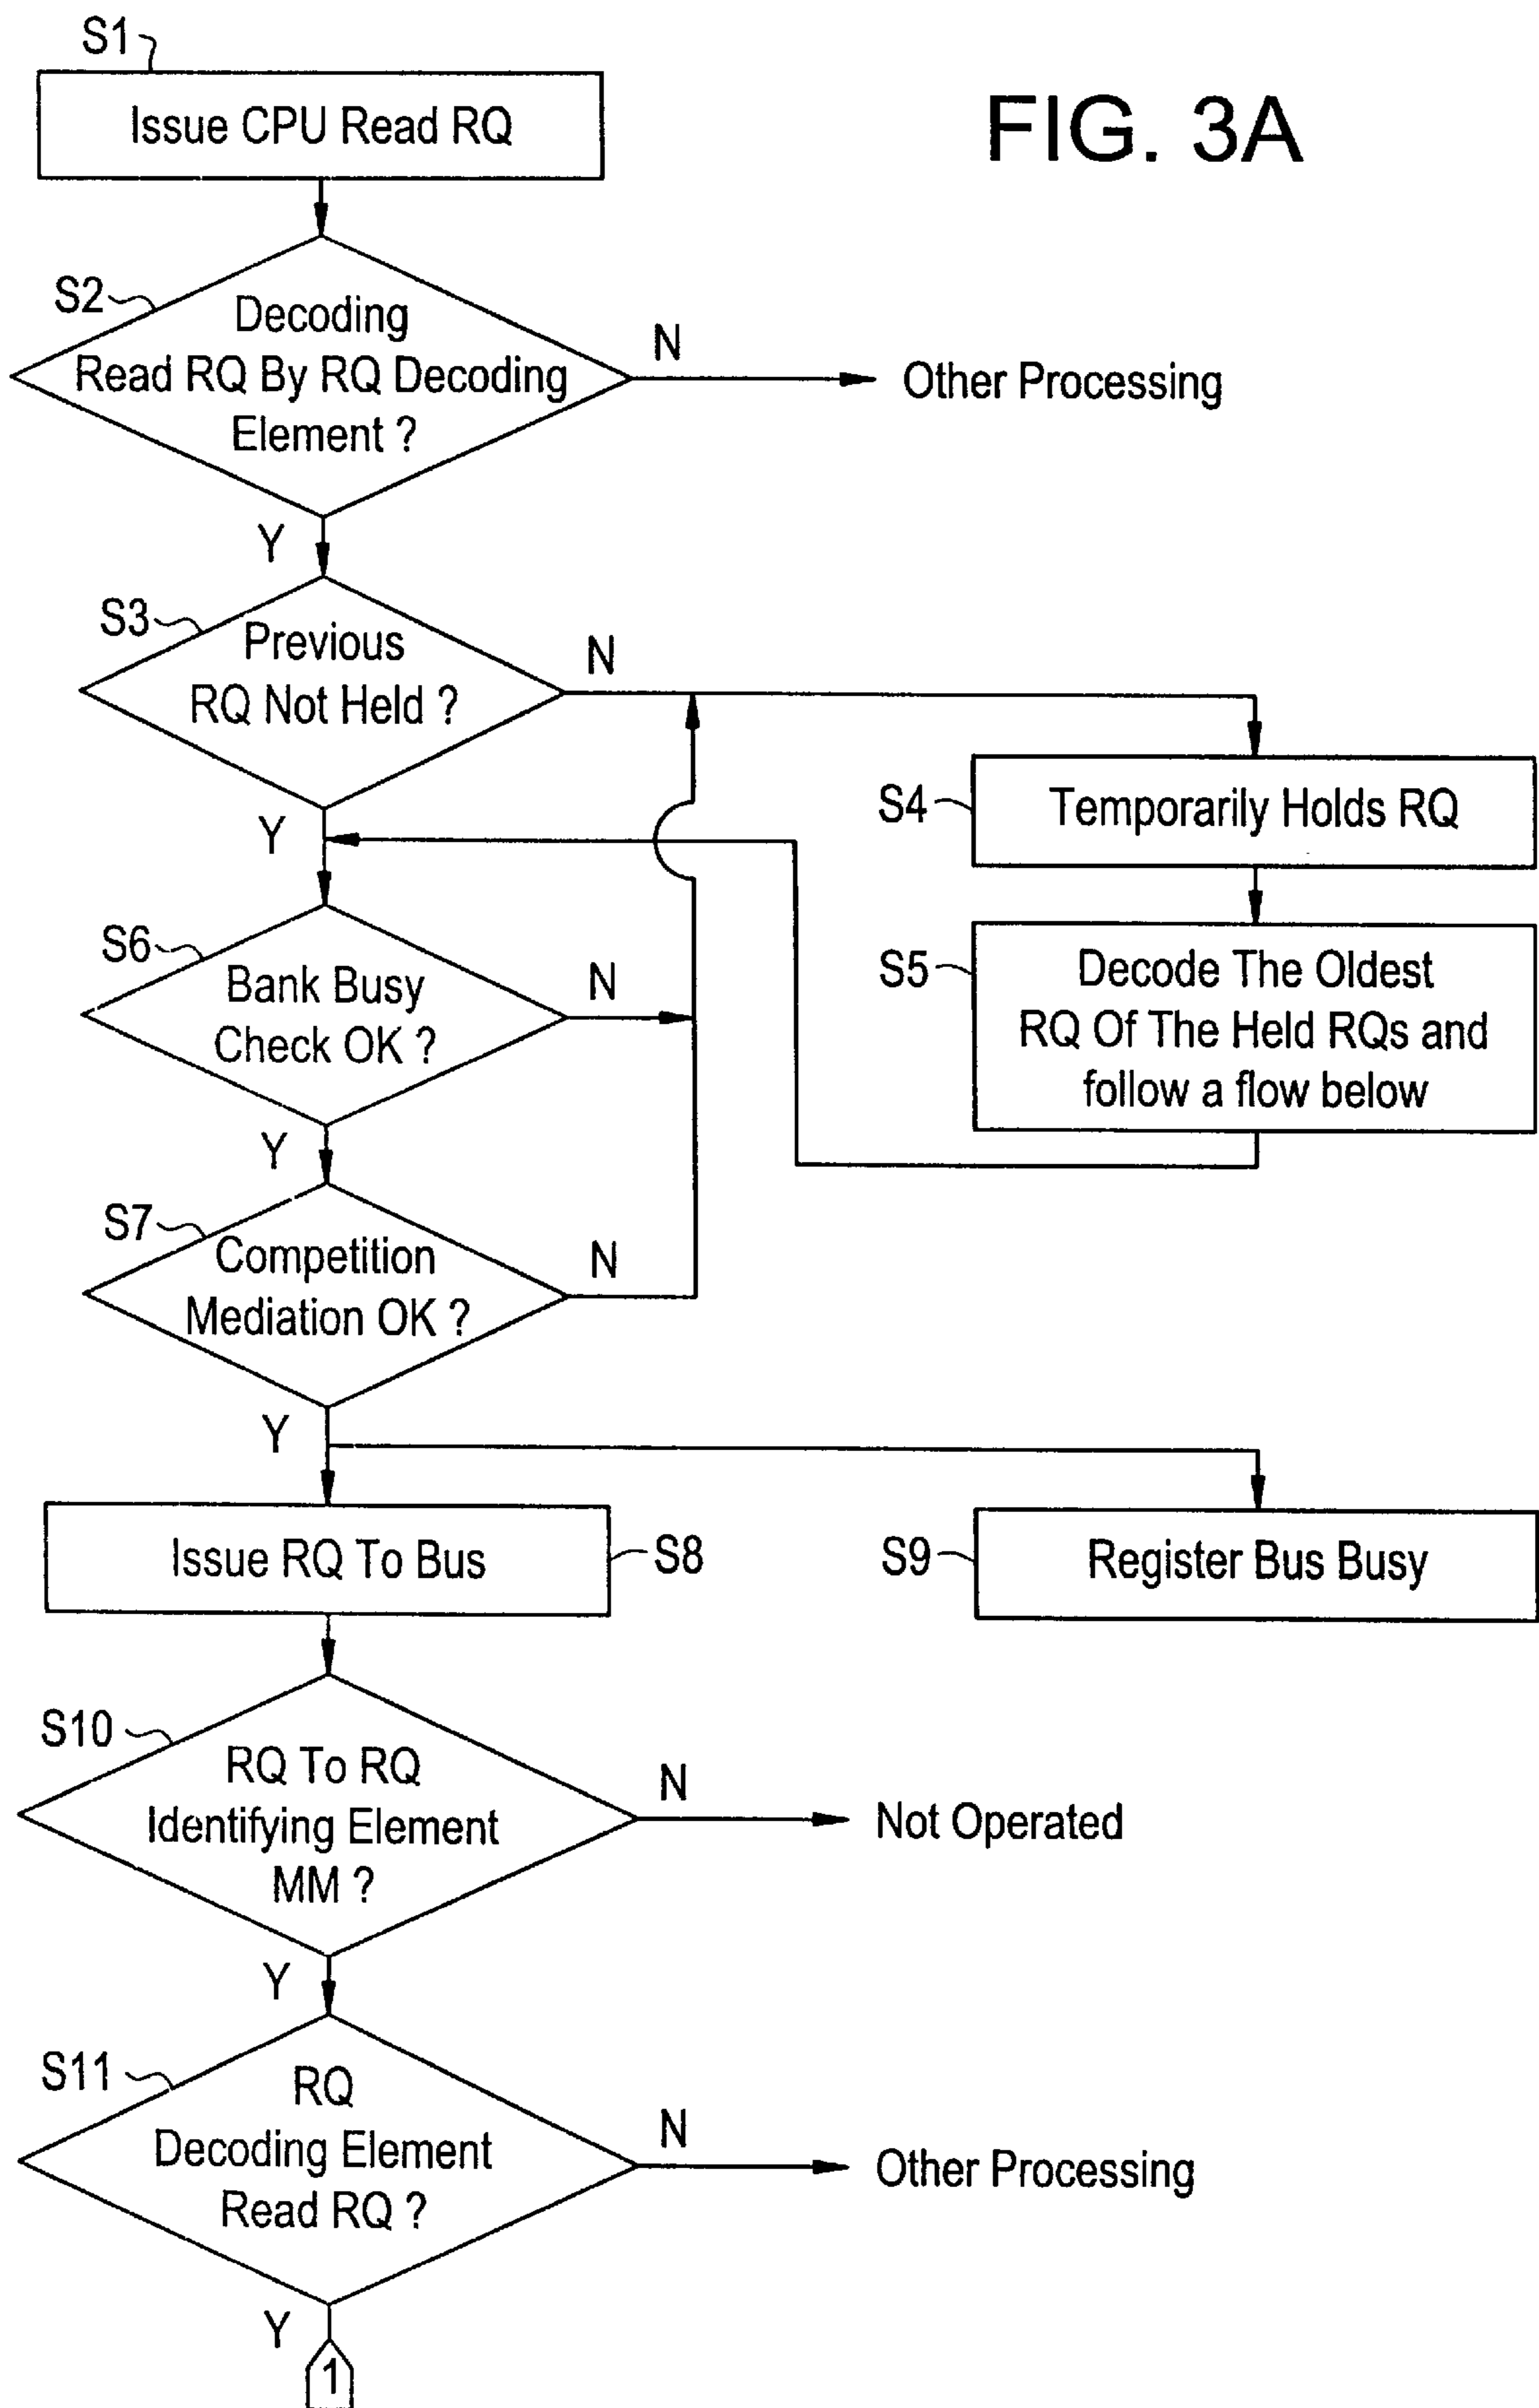 S1
Issue CPU Read RQ
FIG. 3A
S2
Decoding
Read RQ By RQ Decoding
Element ?
N
Other Processing
Y
S3
Previous
RQ Not Held ?
N
Y
S4
Temporarily Holds RQ
S5
Decode The Oldest
RQ Of The Held RQs and
follow a flow below
S6
Bank Busy
Check OK ?
N
Y
S7
Competition
Mediation OK ?
N
Y
Issue RQ To Bus
S8
S9
Register Bus Busy
S10
RQ To RQ
Identifying Element
MM ?
N
Not Operated
Y
S11
RQ
Decoding Element
Read RQ ?
N
Other Processing
Y
1